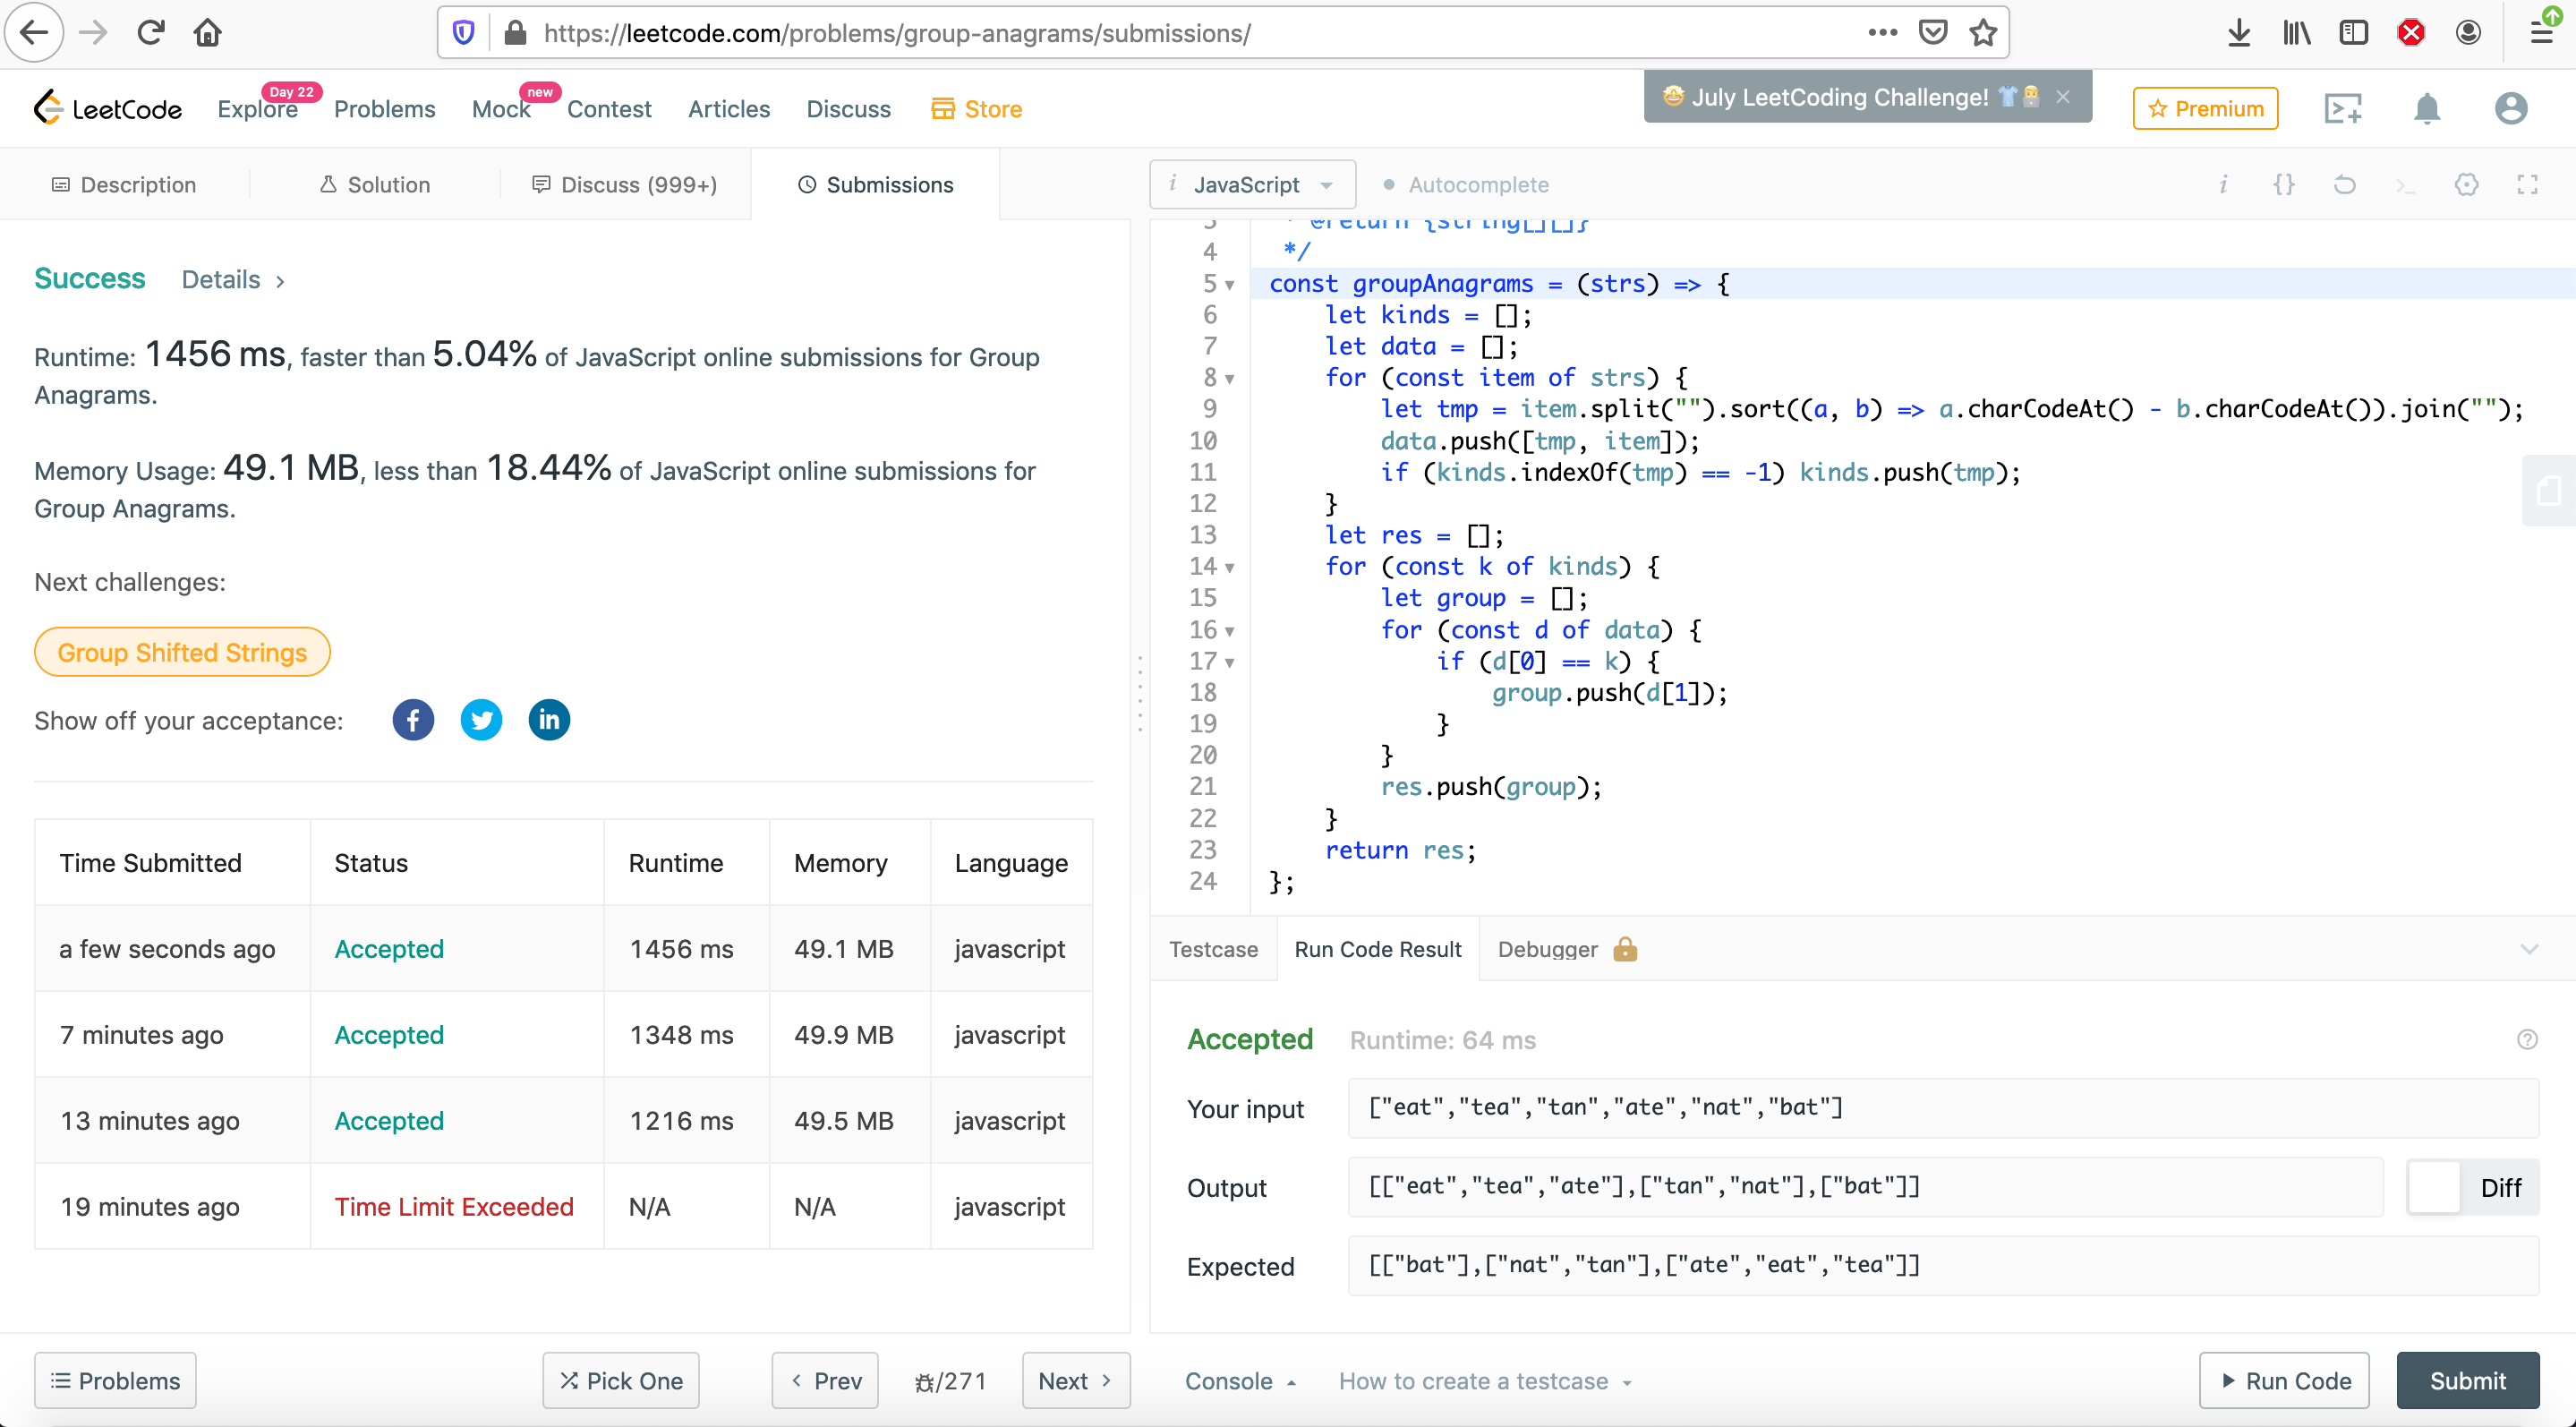 https://leetcode.com/problems/group-anagrams/submissions/
LeetCode
Explore
Day 22
Problems
Mock
new
Contest
Articles
Discuss
Store
🤩 July LeetCoding Challenge! 👕👨‍💻 ×
Premium
Description
Solution
Discuss (999+)
Submissions
Success Details >
Runtime: 1456 ms, faster than 5.04% of JavaScript online submissions for Group
Anagrams.
Memory Usage: 49.1 MB, less than 18.44% of JavaScript online submissions for
Group Anagrams.
Next challenges:
Group Shifted Strings
Show off your acceptance:
Time Submitted Status Runtime Memory Language
a few seconds ago Accepted 1456 ms 49.1 MB javascript
7 minutes ago Accepted 1348 ms 49.9 MB javascript
13 minutes ago Accepted 1216 ms 49.5 MB javascript
19 minutes ago Time Limit Exceeded N/A N/A javascript
Problems
Pick One
< Prev
/271
Next >
i JavaScript
Autocomplete
3 * @return {string[][]}
4 */
5 const groupAnagrams = (strs) => {
6 let kinds = [];
7 let data = [];
8 for (const item of strs) {
9 let tmp = item.split("").sort((a, b) => a.charCodeAt() - b.charCodeAt()).join("");
10 data.push([tmp, item]);
11 if (kinds.indexOf(tmp) == -1) kinds.push(tmp);
12 }
13 let res = [];
14 for (const k of kinds) {
15 let group = [];
16 for (const d of data) {
17 if (d[0] == k) {
18 group.push(d[1]);
19 }
20 }
21 res.push(group);
22 }
23 return res;
24 };
Testcase
Run Code Result
Debugger
Accepted Runtime: 64 ms
Your input ["eat","tea","tan","ate","nat","bat"]
Output [["eat","tea","ate"],["tan","nat"],["bat"]]
Diff
Expected [["bat"],["nat","tan"],["ate","eat","tea"]]
Console
How to create a testcase
Run Code
Submit